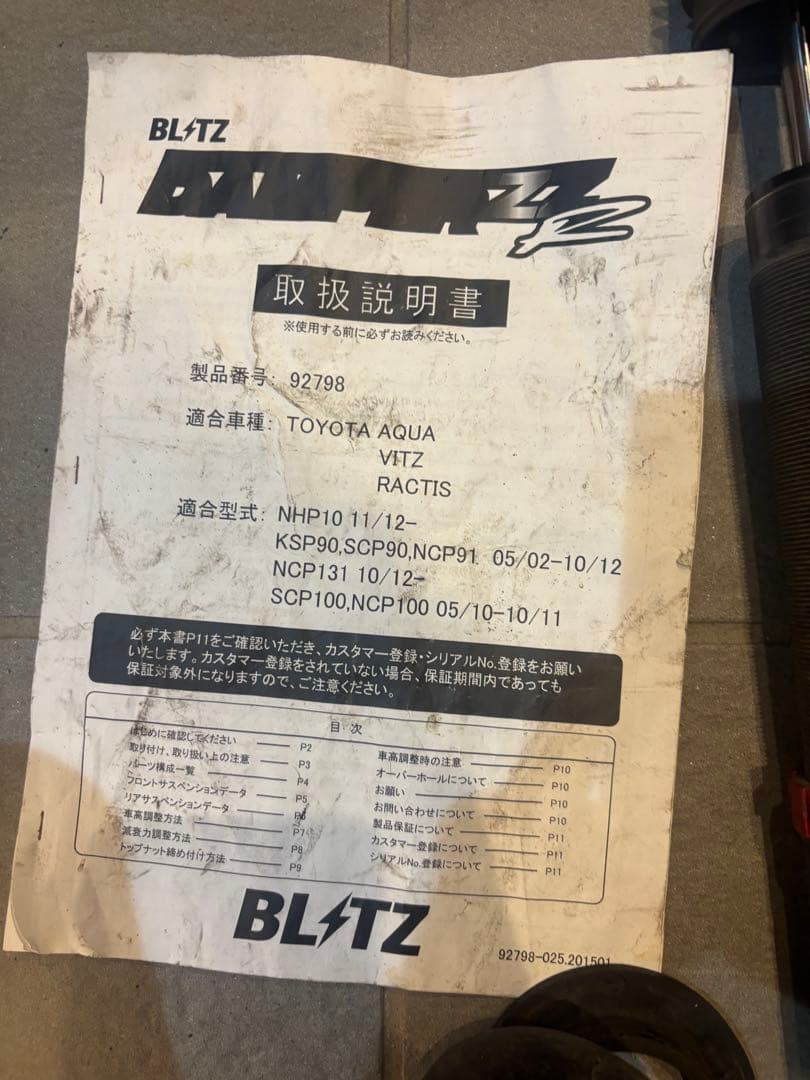 BLITZ
DAMPER ZZ-R
取扱説明書
※使用する前に必ずお読みください。
製品番号: 92798
適合車種: TOYOTA AQUA
VITZ
RACTIS
適合型式: NHP10 11/12-
KSP90,SCP90,NCP91 05/02-10/12
NCP131 10/12-
SCP100,NCP100 05/10-10/11
必ず本書P11をご確認いただき、カスタマー登録・シリアルNo.登録をお願い
いたします。カスタマー登録をされていない場合、保証期間内であっても
保証対象外になりますので、ご注意ください。
目次
はじめに確認してください P2
取り付け、取り扱い上の注意 P3
パーツ構成一覧 P4
フロントサスペンションデータ P5
リアサスペンションデータ P6
車高調整方法 P7
減衰力調整方法 P8
トップナット締め付け方法 P9
車高調整時の注意 P10
オーバーホールについて P10
お願い P10
お問い合わせについて P10
製品保証について P11
カスタマー登録について P11
シリアルNo.登録について P11
BLITZ
92798-025.201501